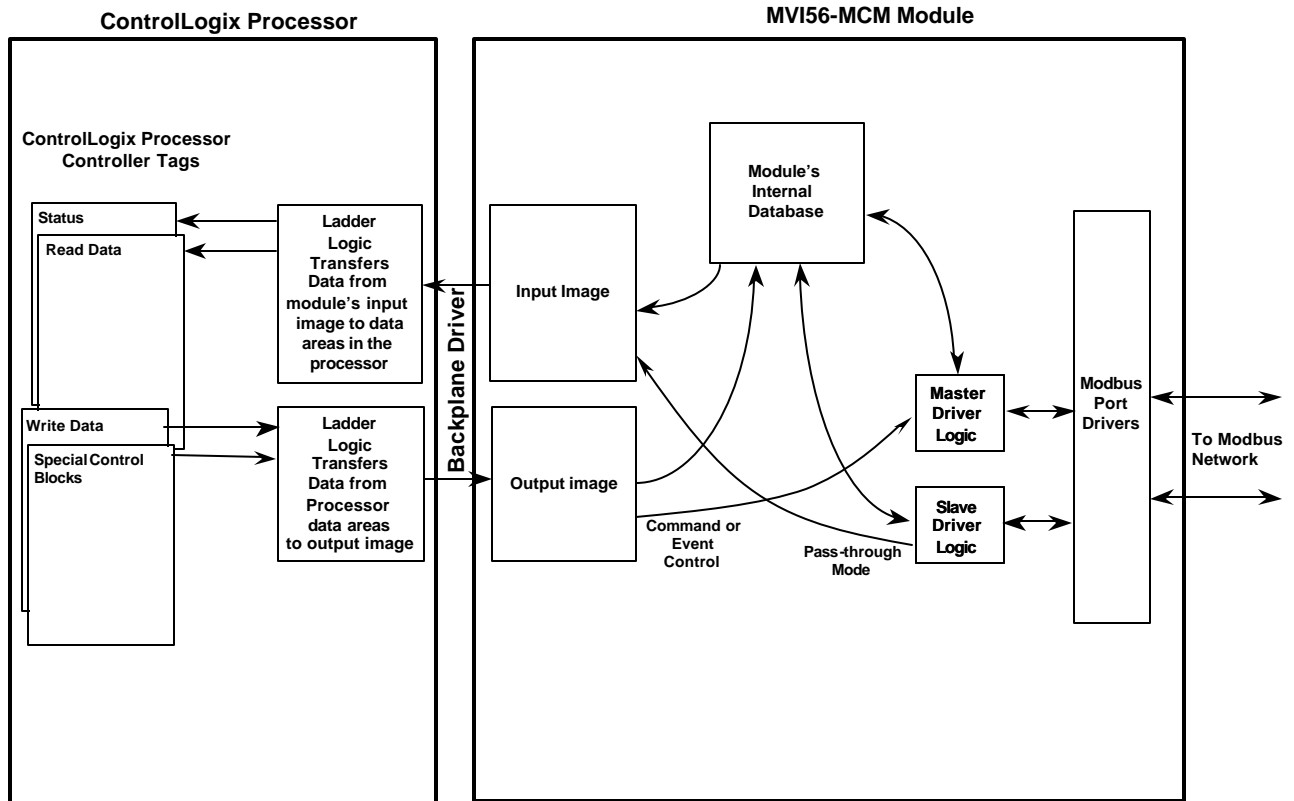 ControlLogix Processor
MVI56-MCM Module
ControlLogix Processor
Controller Tags
Status
Read Data
Write Data
Special Control
Blocks
Ladder
Logic
Transfers
Data from
module's input
image to data
areas in the
processor
Ladder
Logic
Transfers
Data from
Processor
data areas
to output image
Backplane Driver
Input Image
Output image
Module's
Internal
Database
Command or
Event
Control
Pass-through
Mode
Master
Driver
Logic
Slave
Driver
Logic
Modbus
Port
Drivers
To Modbus
Network